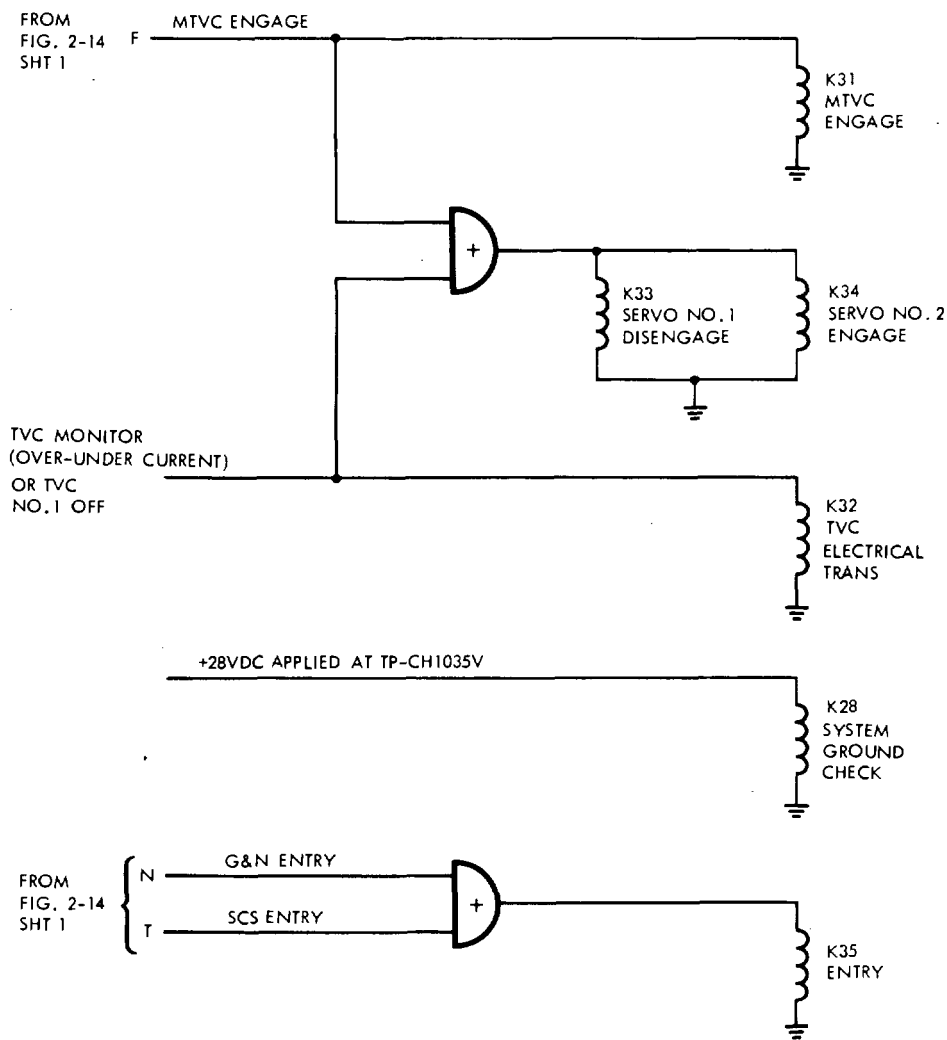 FROM
FIG. 2-14
SHT 1
F
MTVC ENGAGE
K31
MTVC
ENGAGE
+
K33
SERVO NO.1
DISENGAGE
K34
SERVO NO.2
ENGAGE
TVC MONITOR
(OVER-UNDER CURRENT)
OR TVC
NO.1 OFF
K32
TVC
ELECTRICAL
TRANS
+28VDC APPLIED AT TP-CH1035V
K28
SYSTEM
GROUND
CHECK
FROM
FIG. 2-14
SHT 1
N
G&N ENTRY
T
SCS ENTRY
+
K35
ENTRY